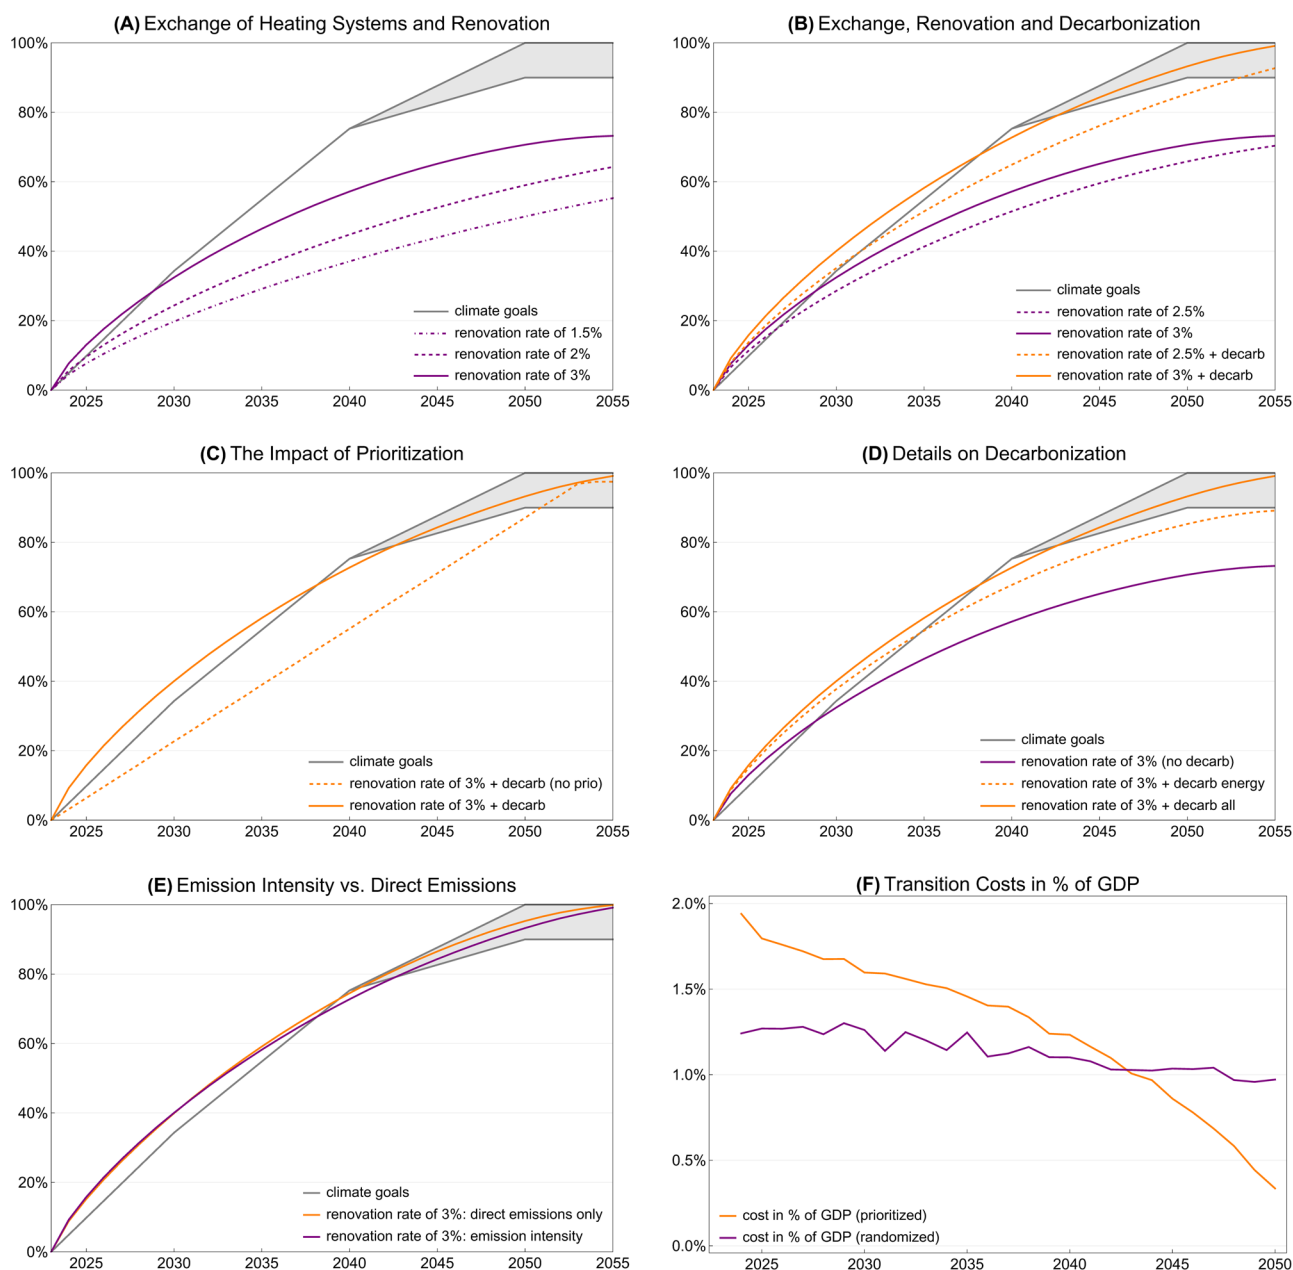 (A) Exchange of Heating Systems and Renovation
100%
80%
60%
40%
20%
0%
climate goals
renovation rate of 1.5%
renovation rate of 2%
renovation rate of 3%
2025 2030 2035 2040 2045 2050 2055
(B) Exchange, Renovation and Decarbonization
100%
80%
60%
40%
20%
0%
climate goals
renovation rate of 2.5%
renovation rate of 3%
renovation rate of 2.5% + decarb
renovation rate of 3% + decarb
2025 2030 2035 2040 2045 2050 2055
(C) The Impact of Prioritization
100%
80%
60%
40%
20%
0%
climate goals
renovation rate of 3% + decarb (no prio)
renovation rate of 3% + decarb
2025 2030 2035 2040 2045 2050 2055
(D) Details on Decarbonization
100%
80%
60%
40%
20%
0%
climate goals
renovation rate of 3% (no decarb)
renovation rate of 3% + decarb energy
renovation rate of 3% + decarb all
2025 2030 2035 2040 2045 2050 2055
(E) Emission Intensity vs. Direct Emissions
100%
80%
60%
40%
20%
0%
climate goals
renovation rate of 3%: direct emissions only
renovation rate of 3%: emission intensity
2025 2030 2035 2040 2045 2050 2055
(F) Transition Costs in % of GDP
2.0%
1.5%
1.0%
0.5%
0.0%
cost in % of GDP (prioritized)
cost in % of GDP (randomized)
2025 2030 2035 2040 2045 2050